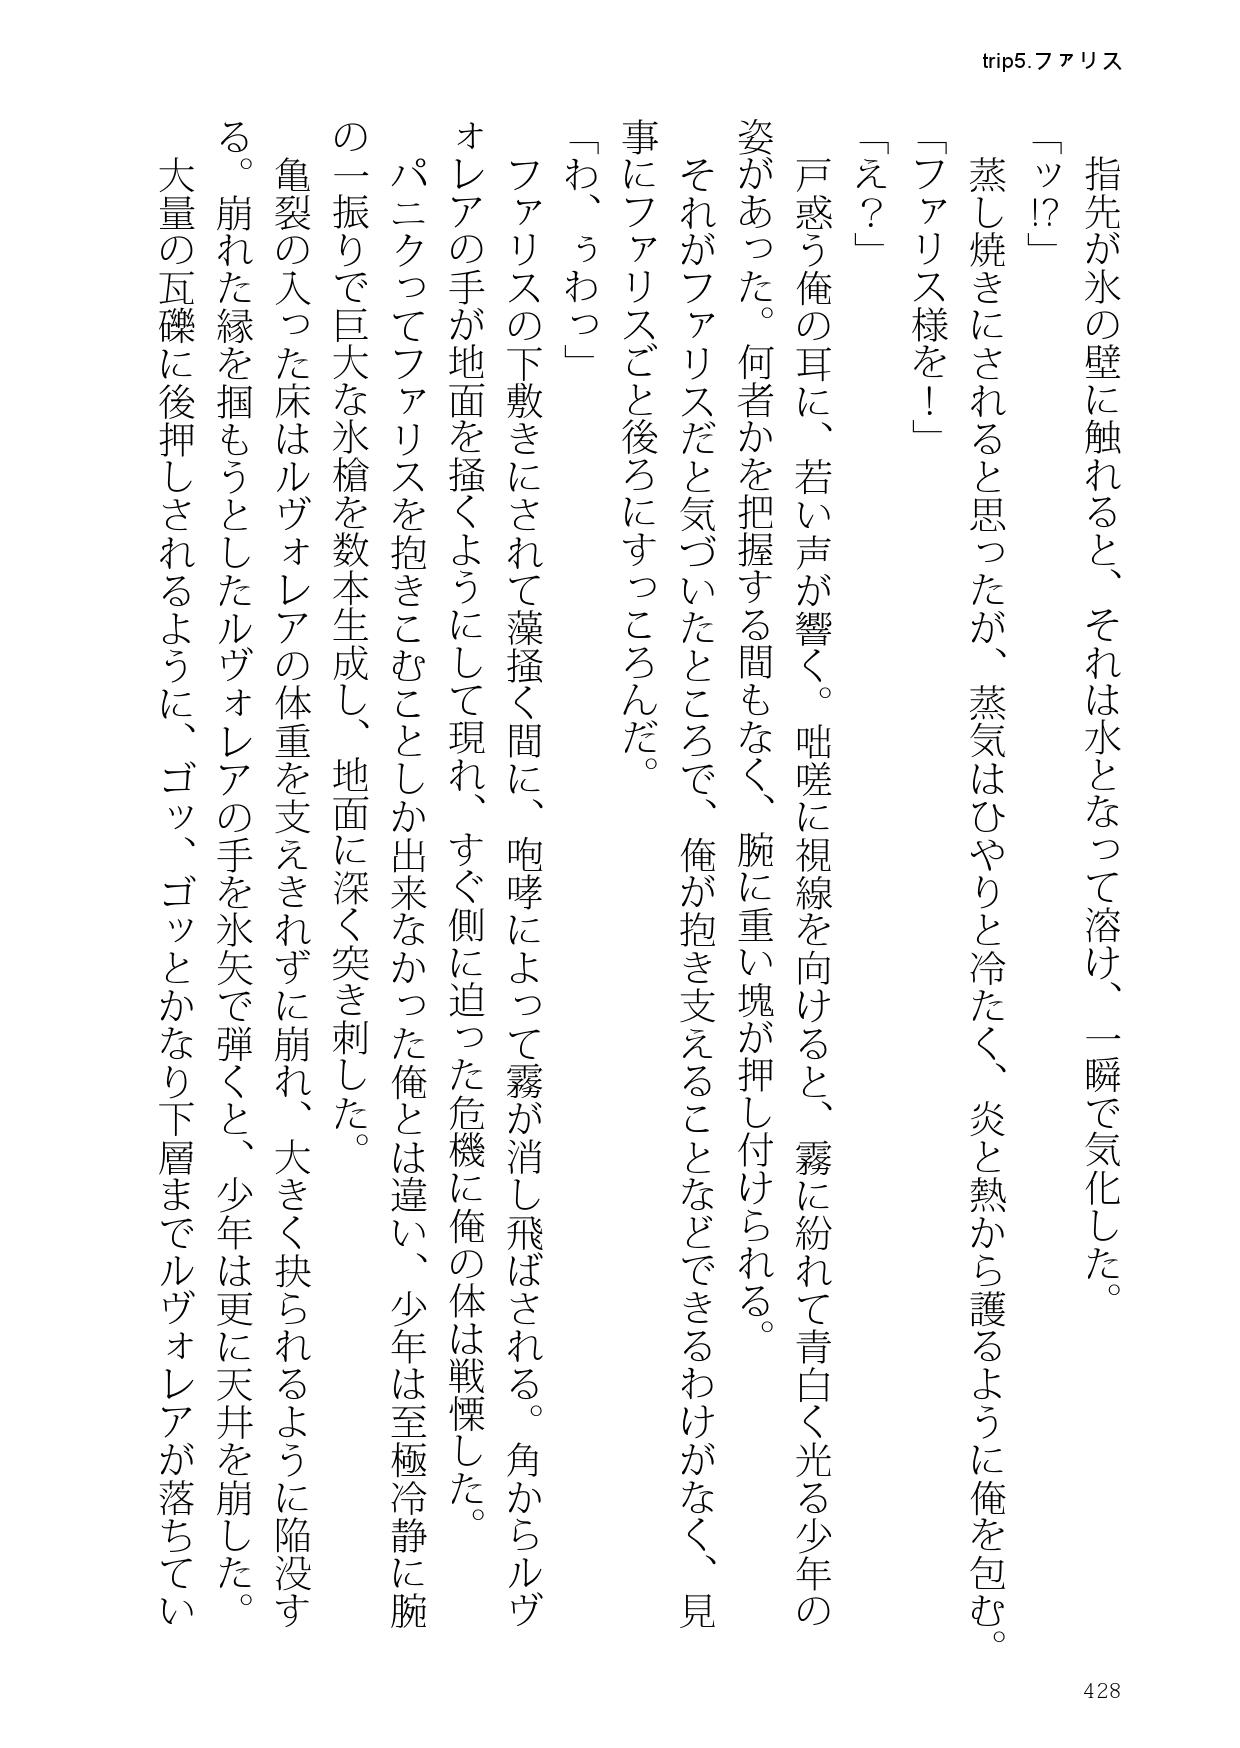 trip5.ファリス
　指先が氷の壁に触れると、それは水となって溶け、一瞬で気化した。
「ッ!?」
　蒸し焼きにされると思ったが、蒸気はひやりと冷たく、炎と熱から護るように俺を包む。
「ファリス様を！」
「え？」
　戸惑う俺の耳に、若い声が響く。咄嗟に視線を向けると、霧に紛れて青白く光る少年の
姿があった。何者かを把握する間もなく、腕に重い塊が押し付けられる。
　それがファリスだと気づいたところで、俺が抱き支えることなどできるわけがなく、見
事にファリスごと後ろにすっころんだ。
「わ、うわっ」
　ファリスの下敷きにされて藻掻く間に、咆哮によって霧が消し飛ばされる。角からルヴ
ォレアの手が地面を掻くようにして現れ、すぐ側に迫った危機に俺の体は戦慄した。
　パニクってファリスを抱きこむことしか出来なかった俺とは違い、少年は至極冷静に腕
の一振りで巨大な氷槍を数本生成し、地面に深く突き刺した。
　亀裂の入った床はルヴォレアの体重を支えきれずに崩れ、大きく抉られるように陥没す
る。崩れた縁を掴もうとしたルヴォレアの手を氷矢で弾くと、少年は更に天井を崩した。
　大量の瓦礫に後押しされるように、ゴッ、ゴッとかなり下層までルヴォレアが落ちてい
428